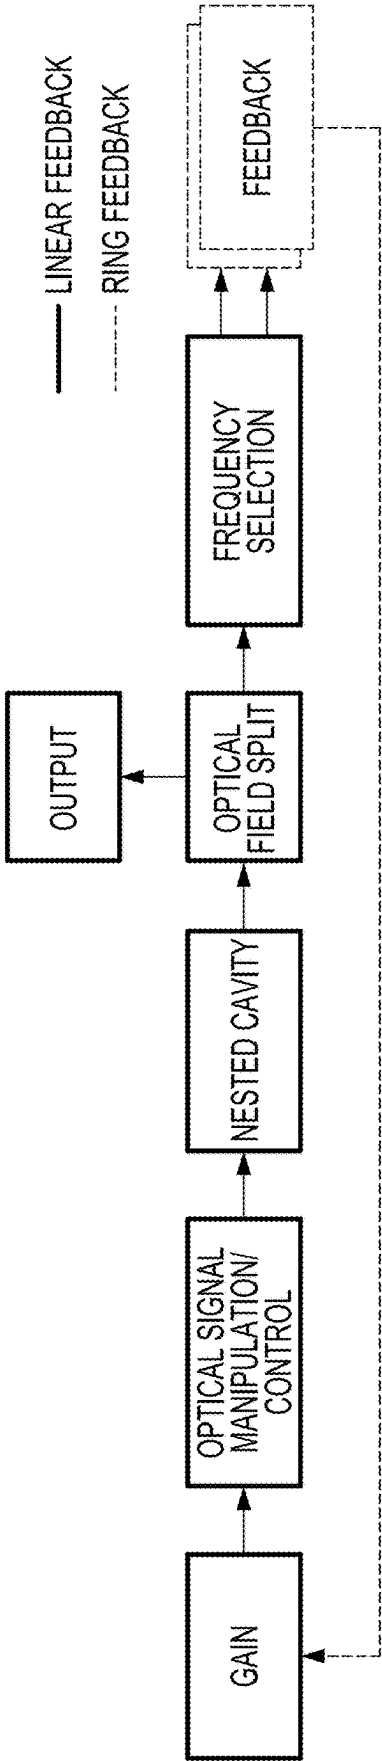 LINEAR FEEDBACK
RING FEEDBACK
OUTPUT
GAIN
OPTICAL SIGNAL
MANIPULATION/
CONTROL
NESTED CAVITY
OPTICAL
FIELD SPLIT
FREQUENCY
SELECTION
FEEDBACK